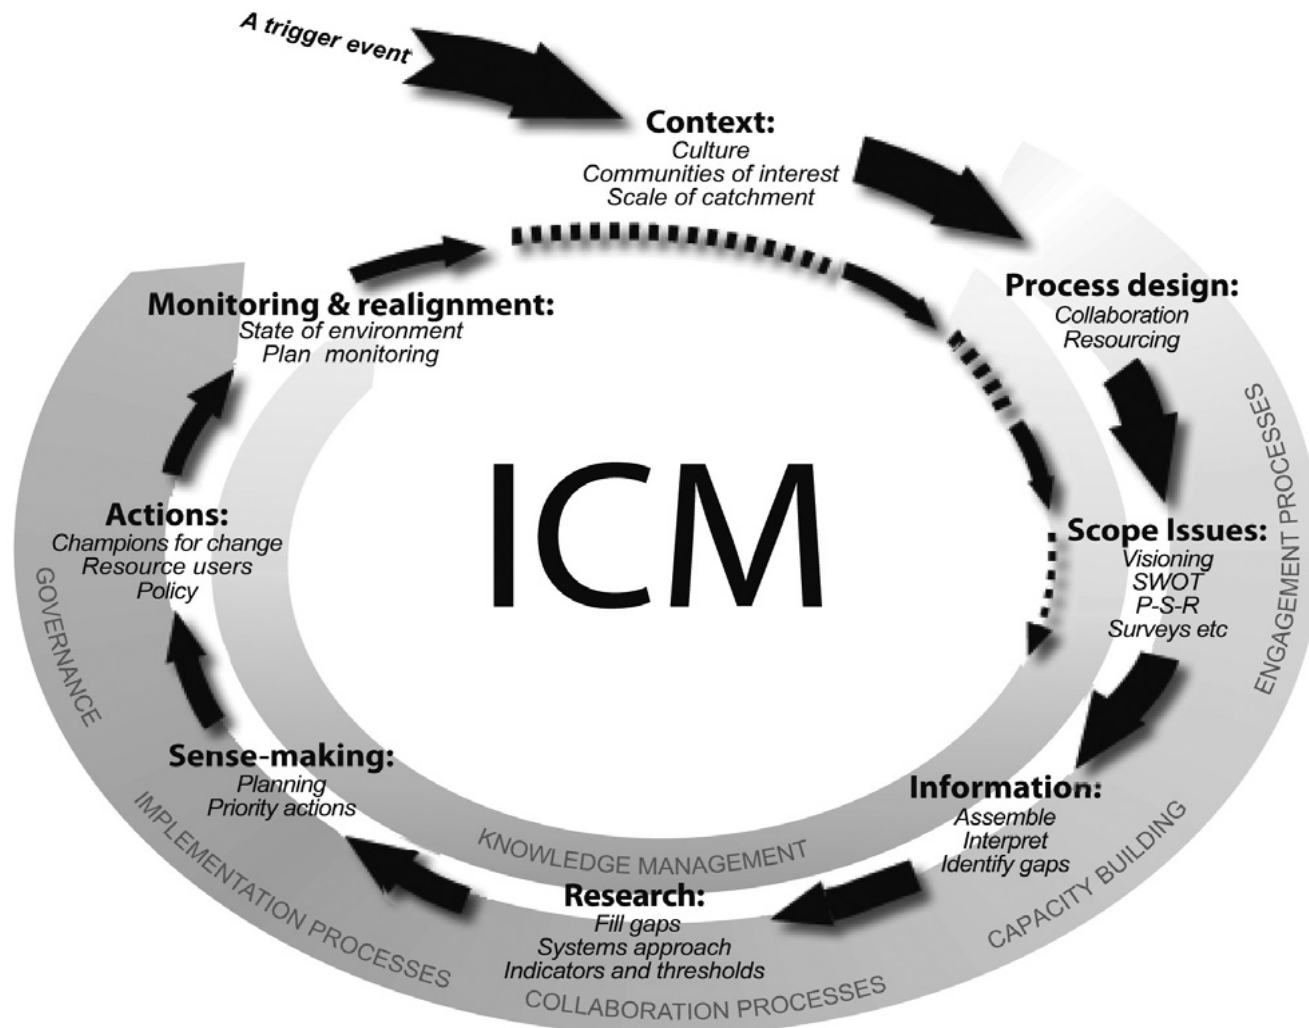 A trigger event
Context:
Culture
Communities of interest
Scale of catchment
Process design:
Collaboration
Resourcing
Scope Issues:
Visioning
SWOT
P-S-R
Surveys etc
Information:
Assemble
Interpret
Identify gaps
Research:
Fill gaps
Systems approach
Indicators and thresholds
Sense-making:
Planning
Priority actions
Actions:
Champions for change
Resource users
Policy
Monitoring & realignment:
State of environment
Plan monitoring
ICM
ENGAGEMENT PROCESSES
CAPACITY BUILDING
COLLABORATION PROCESSES
IMPLEMENTATION PROCESSES
GOVERNANCE
KNOWLEDGE MANAGEMENT